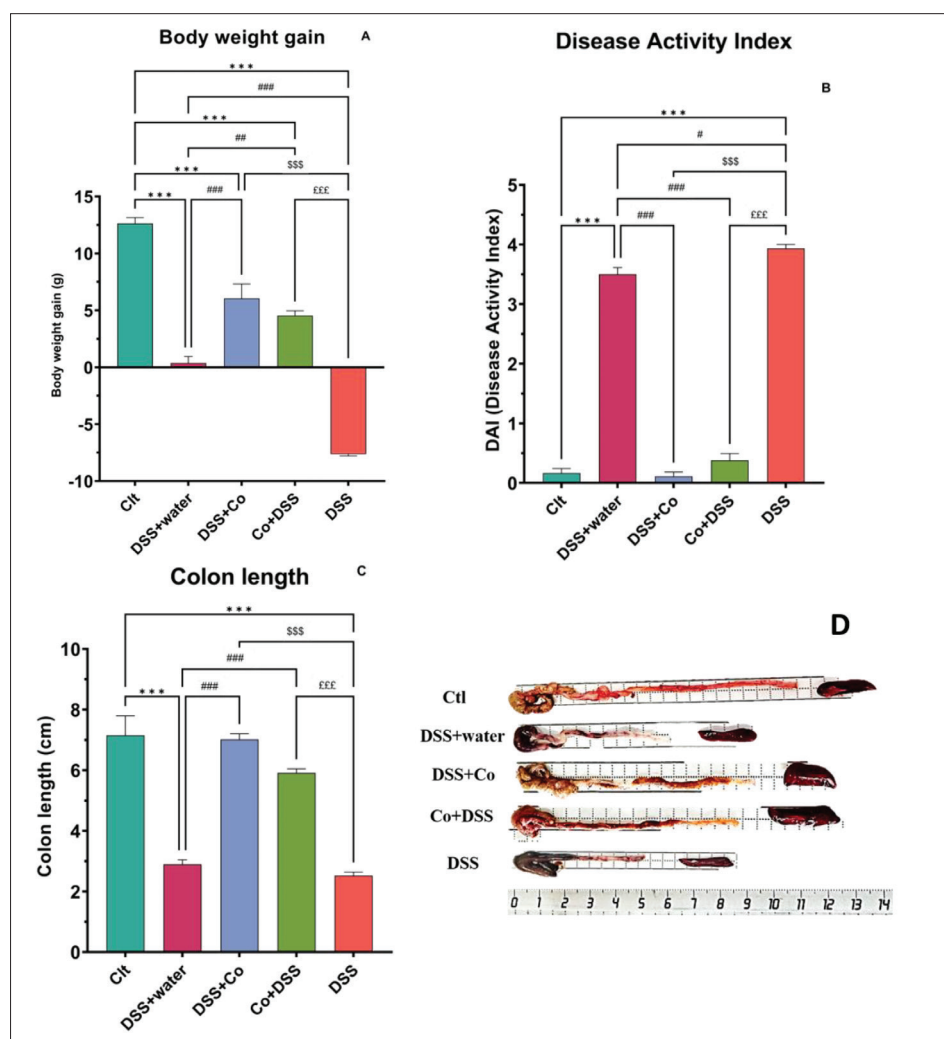 Body weight gain
A
***
###
***
##
***
$$$
***
###
£££
Body weight gain (g)
15
10
5
0
-5
-10
Clt
DSS+water
DSS+Co
Co+DSS
DSS
Disease Activity Index
B
***
#
$$$
###
£££
***
###
DAI (Disease Activity Index)
5
4
3
2
1
0
Clt
DSS+water
DSS+Co
Co+DSS
DSS
Colon length
C
***
$$$
###
***
###
£££
Colon length (cm)
10
8
6
4
2
0
Clt
DSS+water
DSS+Co
Co+DSS
DSS
D
Ctl
DSS+water
DSS+Co
Co+DSS
DSS
0 1 2 3 4 5 6 7 8 9 10 11 12 13 14